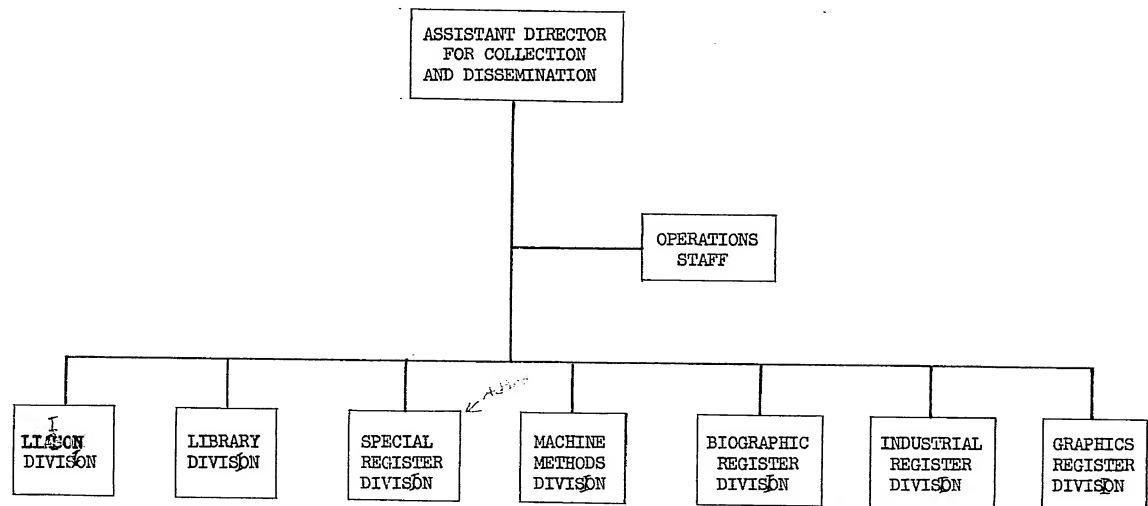 ASSISTANT DIRECTOR
FOR COLLECTION
AND DISSEMINATION
OPERATIONS
STAFF
LIAISON
DIVISION
LIBRARY
DIVISION
SPECIAL
REGISTER
DIVISION
MACHINE
METHODS
DIVISION
BIOGRAPHIC
REGISTER
DIVISION
INDUSTRIAL
REGISTER
DIVISION
GRAPHICS
REGISTER
DIVISION